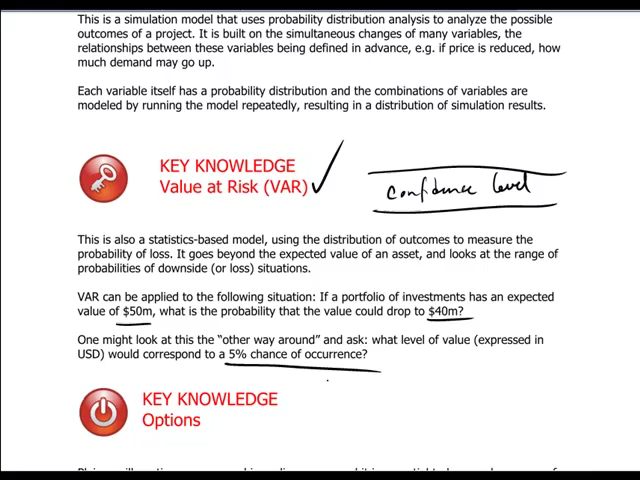 This is a simulation model that uses probability distribution analysis to analyze the possible
outcomes of a project. It is built on the simultaneous changes of many variables, the
relationships between these variables being defined in advance, e.g. if price is reduced, how
much demand may go up.
Each variable itself has a probability distribution and the combinations of variables are
modeled by running the model repeatedly, resulting in a distribution of simulation results.
KEY KNOWLEDGE
Value at Risk (VAR)
confidence level
This is also a statistics-based model, using the distribution of outcomes to measure the
probability of loss. It goes beyond the expected value of an asset, and looks at the range of
probabilities of downside (or loss) situations.
VAR can be applied to the following situation: If a portfolio of investments has an expected
value of $50m, what is the probability that the value could drop to $40m?
One might look at this the “other way around” and ask: what level of value (expressed in
USD) would correspond to a 5% chance of occurrence?
KEY KNOWLEDGE
Options